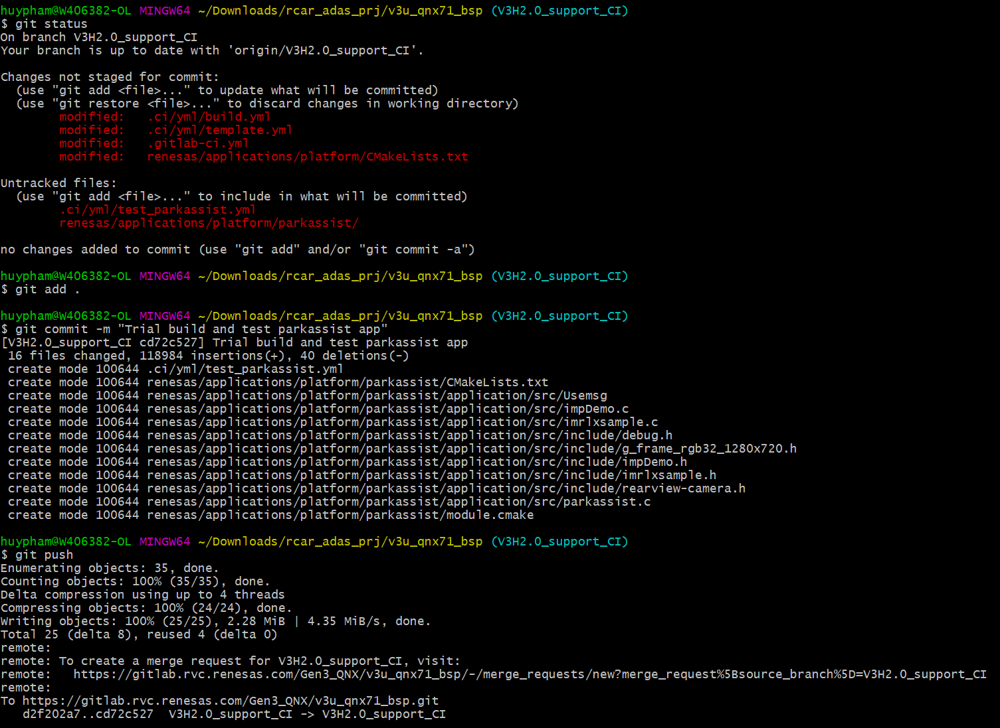 huypham@W406382-OL MINGW64 ~/Downloads/rcar_adas_prj/v3u_qnx71_bsp (V3H2.0_support_CI)
$ git status
On branch V3H2.0_support_CI
Your branch is up to date with 'origin/V3H2.0_support_CI'.

Changes not staged for commit:
  (use "git add <file>..." to update what will be committed)
  (use "git restore <file>..." to discard changes in working directory)
        modified:   .ci/yml/build.yml
        modified:   .ci/yml/template.yml
        modified:   .gitlab-ci.yml
        modified:   renesas/applications/platform/CMakeLists.txt

Untracked files:
  (use "git add <file>..." to include in what will be committed)
        .ci/yml/test_parkassist.yml
        renesas/applications/platform/parkassist/

no changes added to commit (use "git add" and/or "git commit -a")

huypham@W406382-OL MINGW64 ~/Downloads/rcar_adas_prj/v3u_qnx71_bsp (V3H2.0_support_CI)
$ git add .

huypham@W406382-OL MINGW64 ~/Downloads/rcar_adas_prj/v3u_qnx71_bsp (V3H2.0_support_CI)
$ git commit -m "Trial build and test parkassist app"
[V3H2.0_support_CI cd72c527] Trial build and test parkassist app
 16 files changed, 118984 insertions(+), 40 deletions(-)
 create mode 100644 .ci/yml/test_parkassist.yml
 create mode 100644 renesas/applications/platform/parkassist/CMakeLists.txt
 create mode 100644 renesas/applications/platform/parkassist/application/src/Usemsg
 create mode 100644 renesas/applications/platform/parkassist/application/src/impDemo.c
 create mode 100644 renesas/applications/platform/parkassist/application/src/imrlxsample.c
 create mode 100644 renesas/applications/platform/parkassist/application/src/include/debug.h
 create mode 100644 renesas/applications/platform/parkassist/application/src/include/g_frame_rgb32_1280x720.h
 create mode 100644 renesas/applications/platform/parkassist/application/src/include/impDemo.h
 create mode 100644 renesas/applications/platform/parkassist/application/src/include/imrlxsample.h
 create mode 100644 renesas/applications/platform/parkassist/application/src/include/rearview-camera.h
 create mode 100644 renesas/applications/platform/parkassist/application/src/parkassist.c
 create mode 100644 renesas/applications/platform/parkassist/module.cmake

huypham@W406382-OL MINGW64 ~/Downloads/rcar_adas_prj/v3u_qnx71_bsp (V3H2.0_support_CI)
$ git push
Enumerating objects: 35, done.
Counting objects: 100% (35/35), done.
Delta compression using up to 4 threads
Compressing objects: 100% (24/24), done.
Writing objects: 100% (25/25), 2.28 MiB | 4.35 MiB/s, done.
Total 25 (delta 8), reused 4 (delta 0)
remote:
remote: To create a merge request for V3H2.0_support_CI, visit:
remote:   https://gitlab.rvc.renesas.com/Gen3_QNX/v3u_qnx71_bsp/-/merge_requests/new?merge_request%5Bsource_branch%5D=V3H2.0_support_CI
remote:
To https://gitlab.rvc.renesas.com/Gen3_QNX/v3u_qnx71_bsp.git
   d2f202a7..cd72c527  V3H2.0_support_CI -> V3H2.0_support_CI